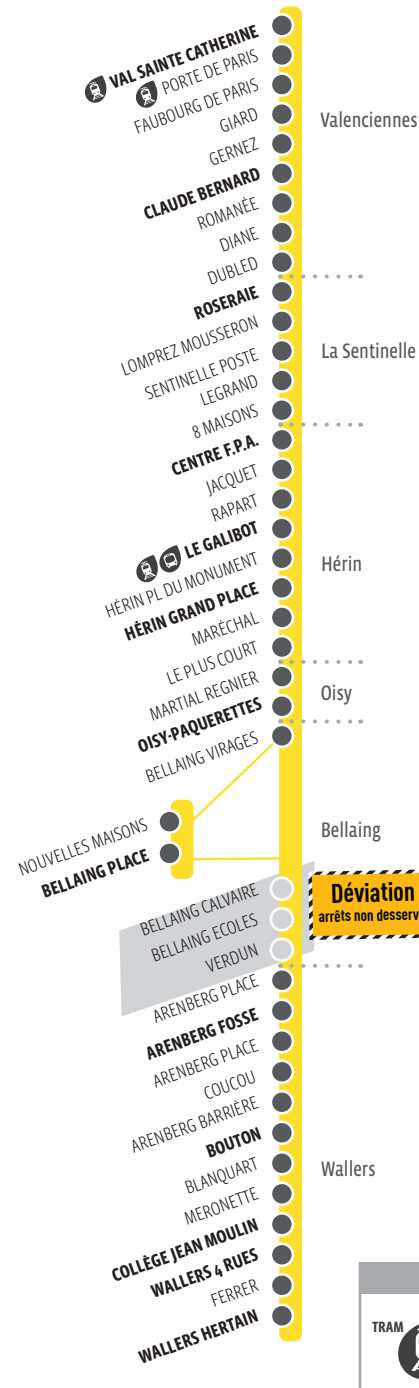 VAL SAINTE CATHERINE
PORTE DE PARIS
FAUBOURG DE PARIS
GIARD
GERNEZ
CLAUDE BERNARD
ROMANÉE
DIANE
DUBLED
Valenciennes
ROSERAIE
LOMPREZ MOUSSERON
SENTINELLE POSTE
LEGRAND
8 MAISONS
La Sentinelle
CENTRE F.P.A.
JACQUET
RAPART
LE GALIBOT
HÉRIN PL DU MONUMENT
HÉRIN GRAND PLACE
MARÉCHAL
LE PLUS COURT
Hérin
MARTIAL REGNIER
OISY-PAQUERETTES
Oisy
BELLAING VIRAGES
NOUVELLES MAISONS
BELLAING PLACE
Bellaing
BELLAING CALVAIRE
BELLAING ECOLES
VERDUN
Déviation
arrêts non desserv
ARENBERG PLACE
ARENBERG FOSSE
ARENBERG PLACE
COUCOU
ARENBERG BARRIÈRE
BOUTON
BLANQUART
MERONETTE
COLLÈGE JEAN MOULIN
WALLERS 4 RUES
FERRER
WALLERS HERTAIN
Wallers
TRAM